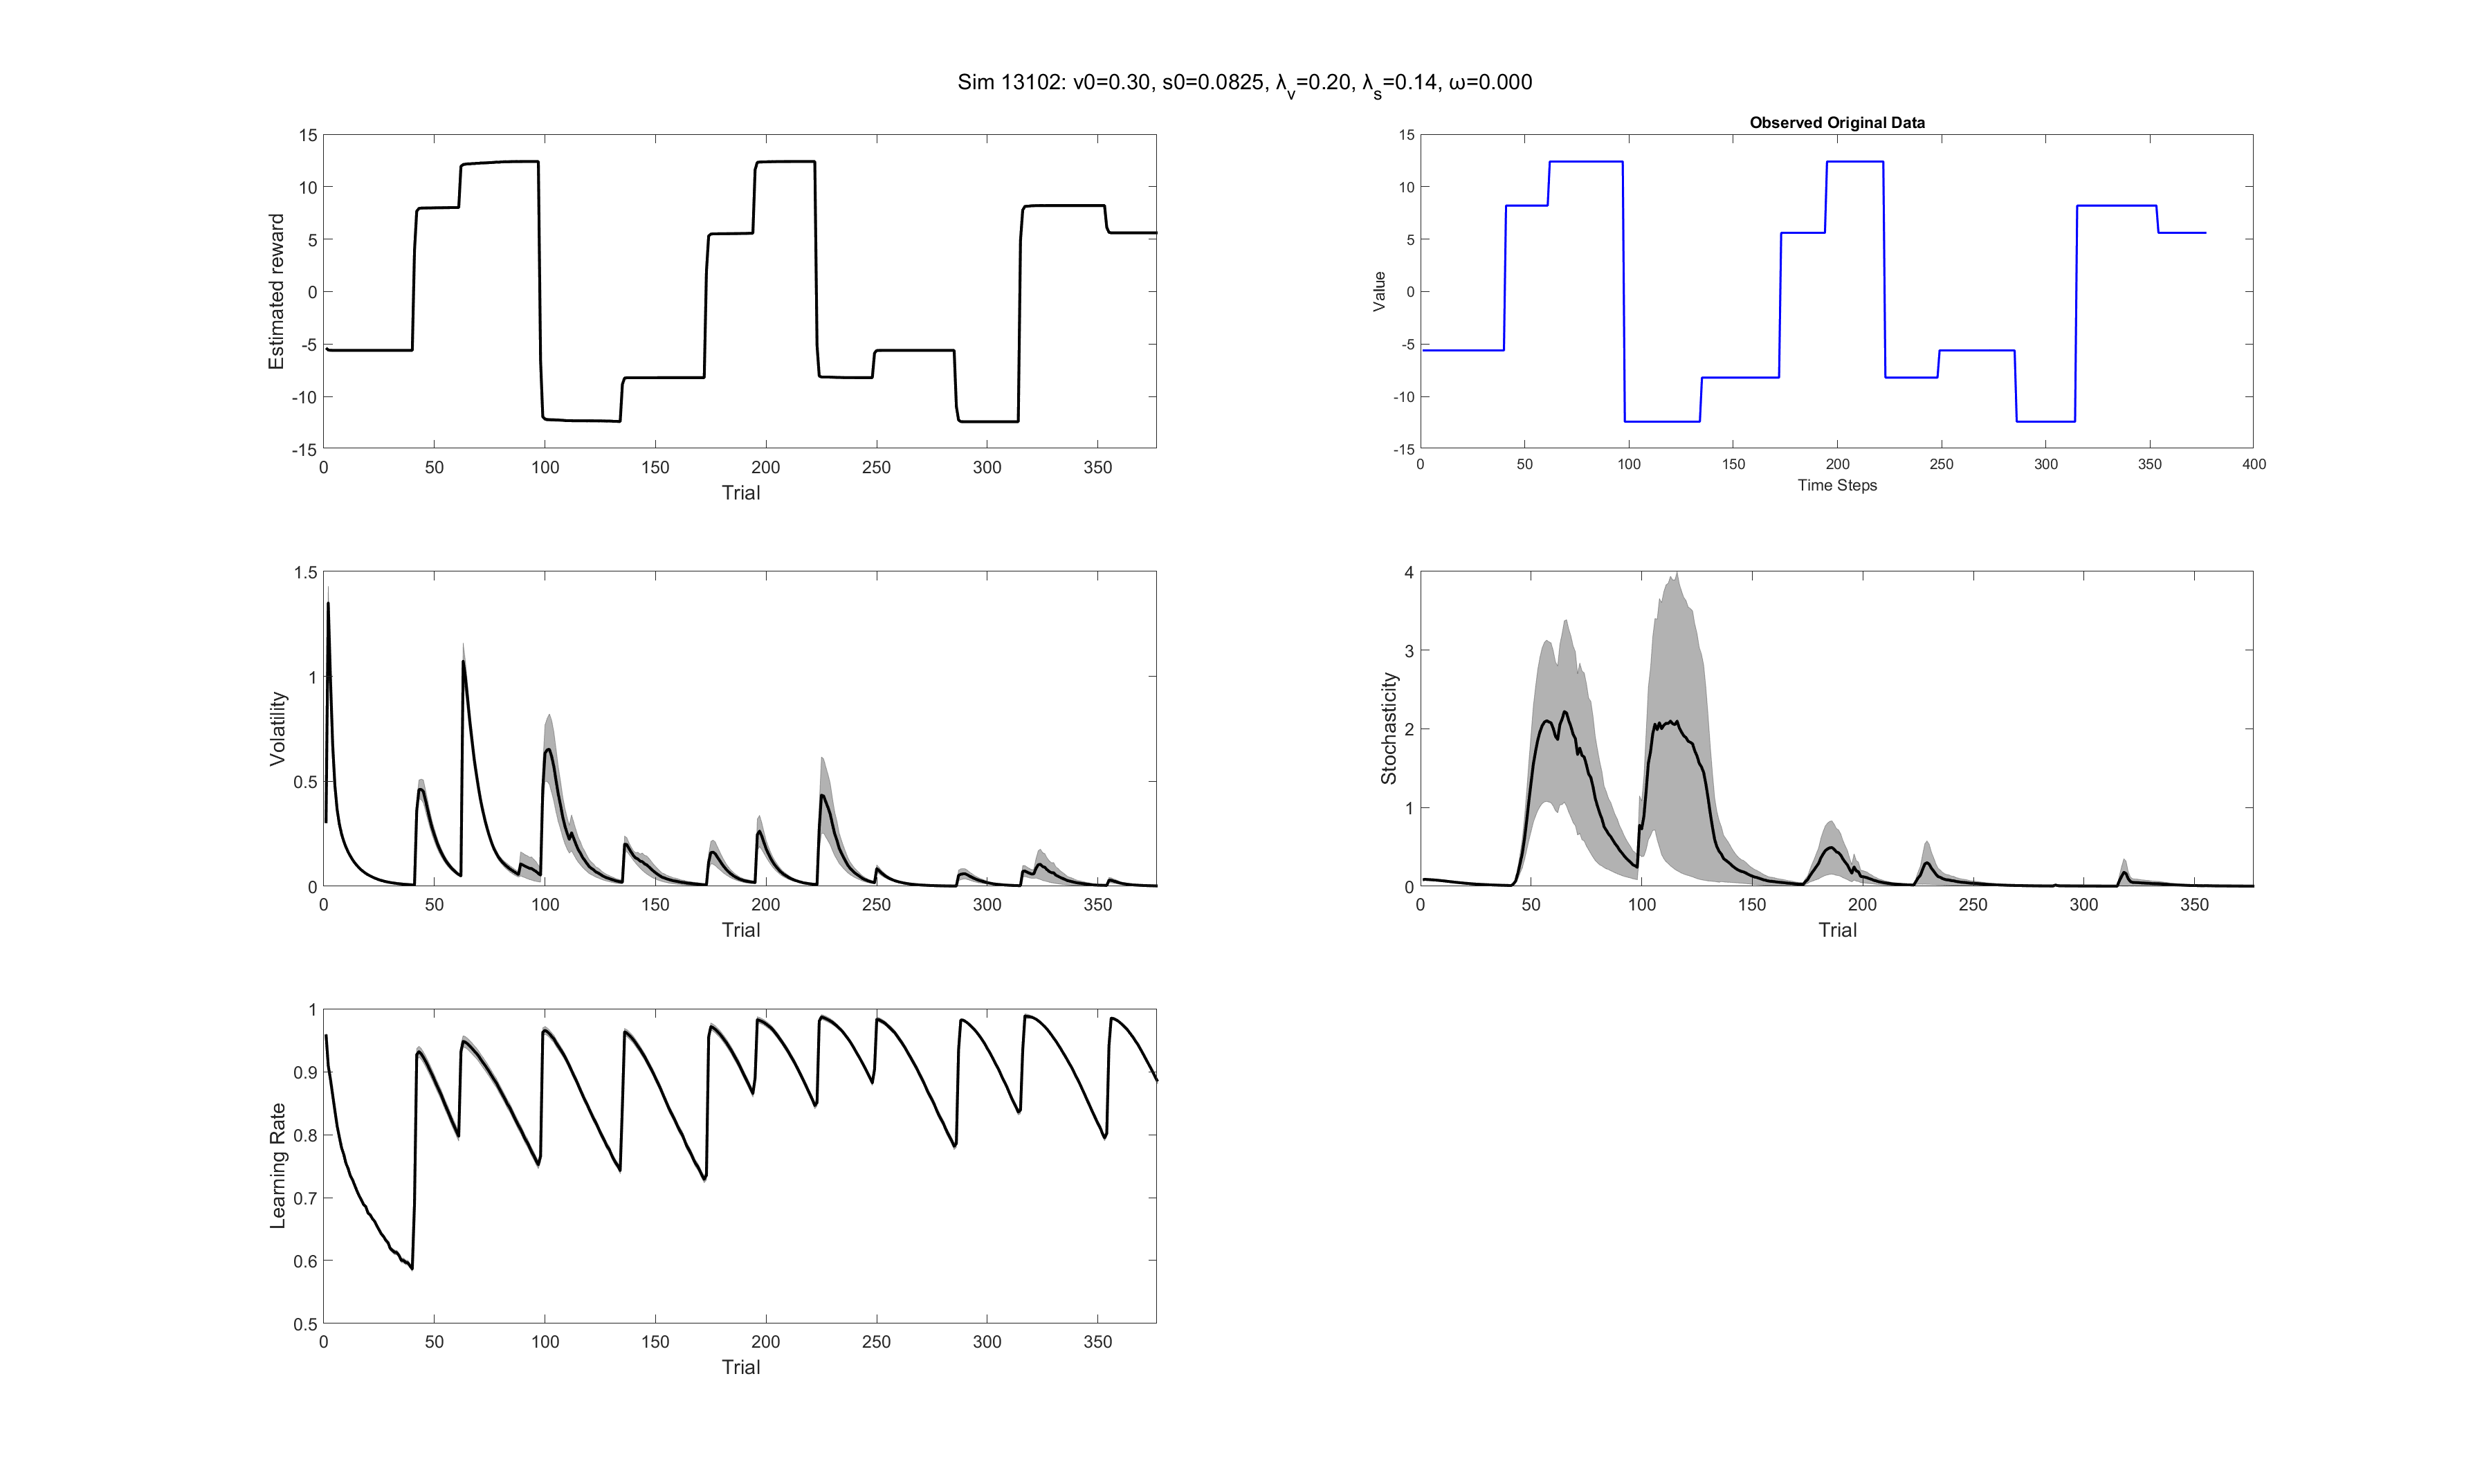 Sim 13102: v0=0.30, s0=0.0825, λv=0.20, λs=0.14, ω=0.000
15
10
5
0
-5
-10
-15
Estimated reward
0 50 100 150 200 250 300 350
Trial
Observed Original Data
15
10
5
0
-5
-10
-15
Value
0 50 100 150 200 250 300 350 400
Time Steps
1.5
1
0.5
0
Volatility
0 50 100 150 200 250 300 350
Trial
4
3
2
1
0
Stochasticity
0 50 100 150 200 250 300 350
Trial
1
0.9
0.8
0.7
0.6
0.5
Learning Rate
0 50 100 150 200 250 300 350
Trial